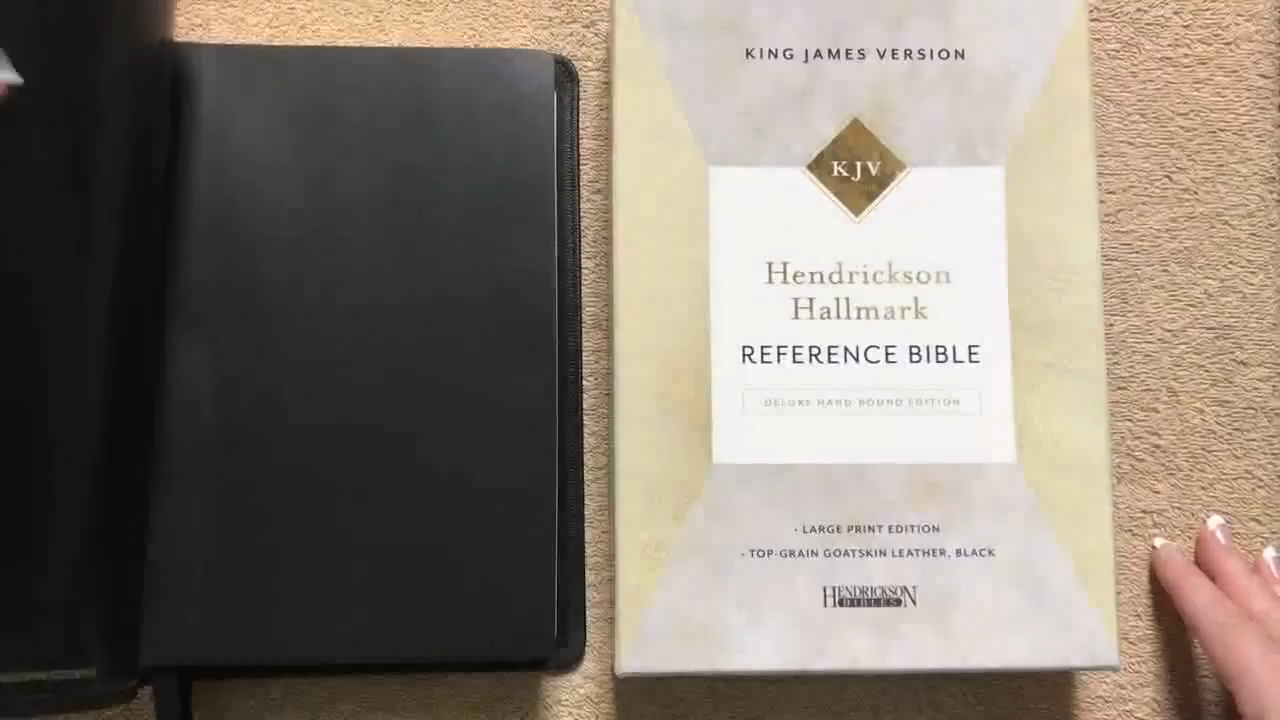 KING JAMES VERSION
KJV
Hendrickson
Hallmark
REFERENCE BIBLE
DELUXE HAND-BOUND EDITION
· LARGE PRINT EDITION
· TOP-GRAIN GOATSKIN LEATHER, BLACK
HENDRICKSON
BIBLES